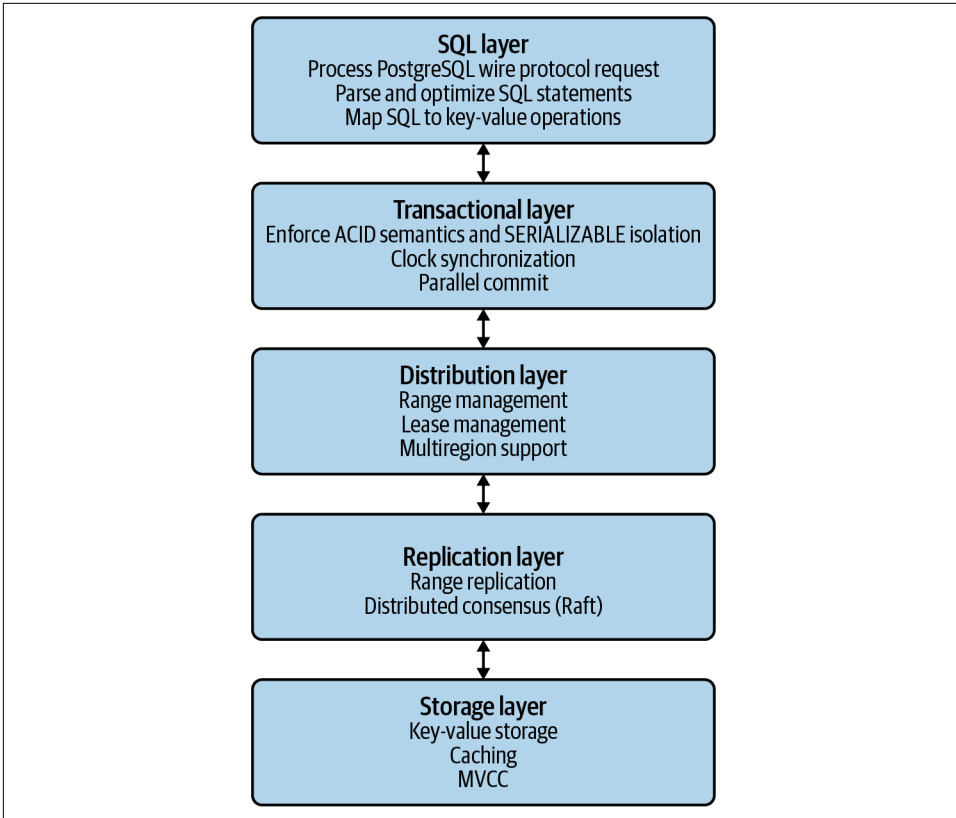 SQL layer
Process PostgreSQL wire protocol request
Parse and optimize SQL statements
Map SQL to key-value operations
Transactional layer
Enforce ACID semantics and SERIALIZABLE isolation
Clock synchronization
Parallel commit
Distribution layer
Range management
Lease management
Multiregion support
Replication layer
Range replication
Distributed consensus (Raft)
Storage layer
Key-value storage
Caching
MVCC